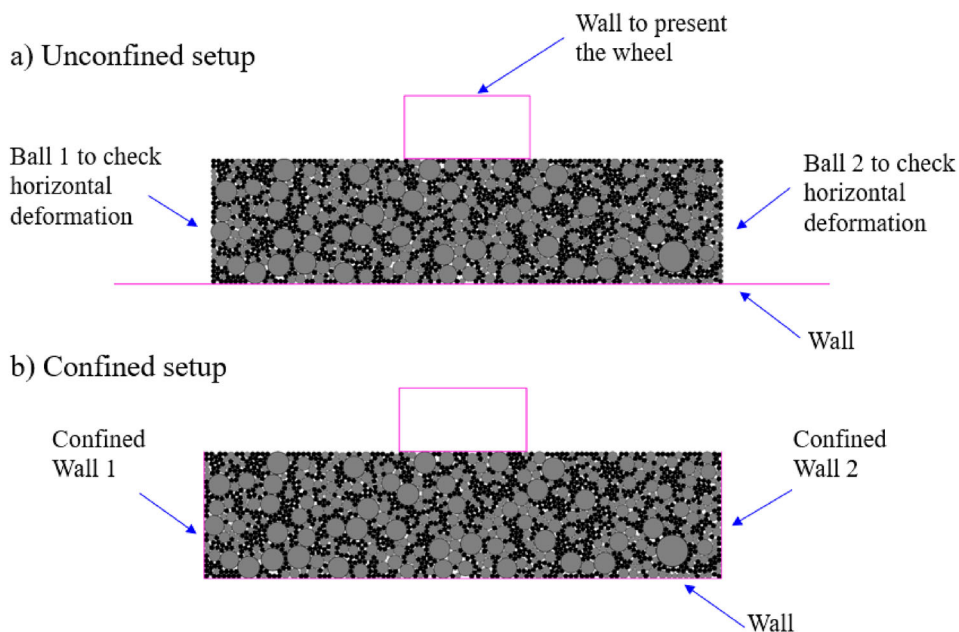 Wall to present
the wheel
a) Unconfined setup
Ball 1 to check
horizontal
deformation
Ball 2 to check
horizontal
deformation
Wall
b) Confined setup
Confined
Wall 1
Confined
Wall 2
Wall